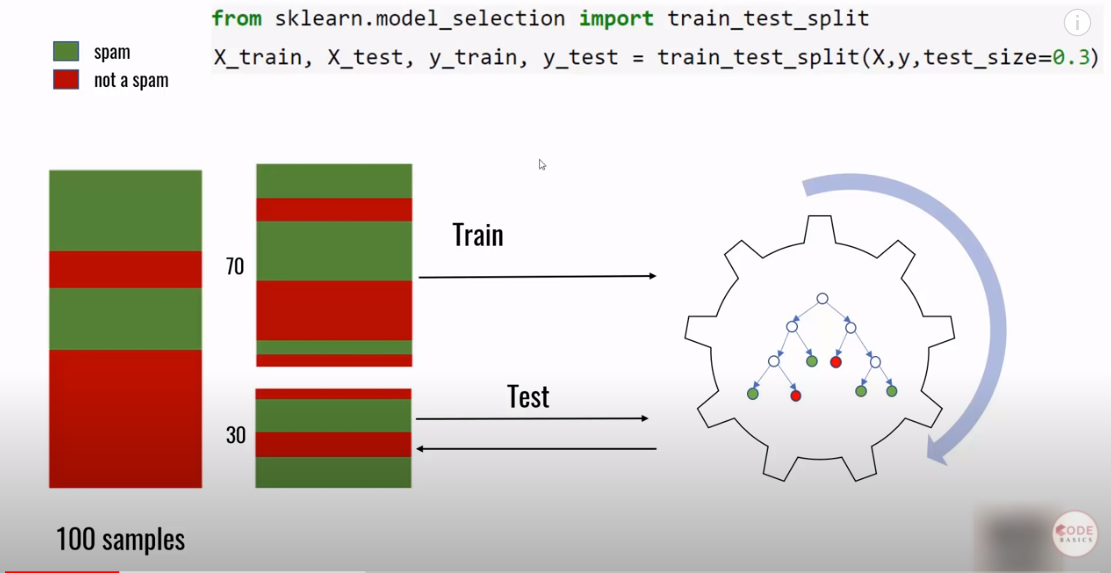 from sklearn.model_selection import train_test_split
X_train, X_test, y_train, y_test = train_test_split(X,y,test_size=0.3)
spam
not a spam
Train
70
Test
30
100 samples
CODE
BASICS